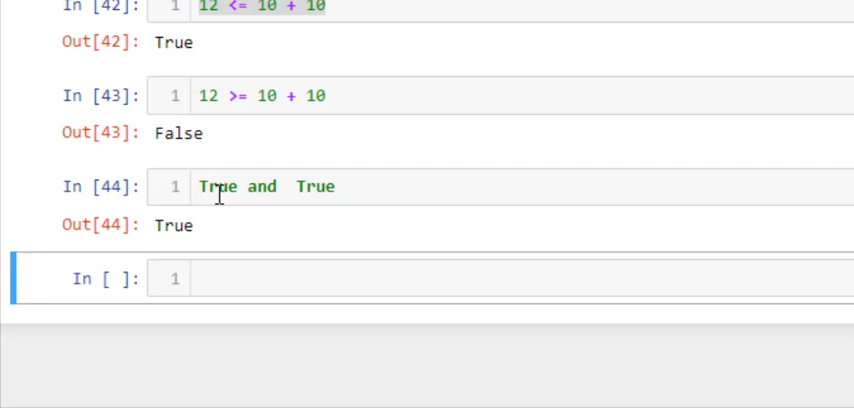 In [42]: 1 12 <= 10 + 10
Out[42]: True
In [43]: 1 12 >= 10 + 10
Out[43]: False
In [44]: 1 True and  True
Out[44]: True
In [ ]: 1